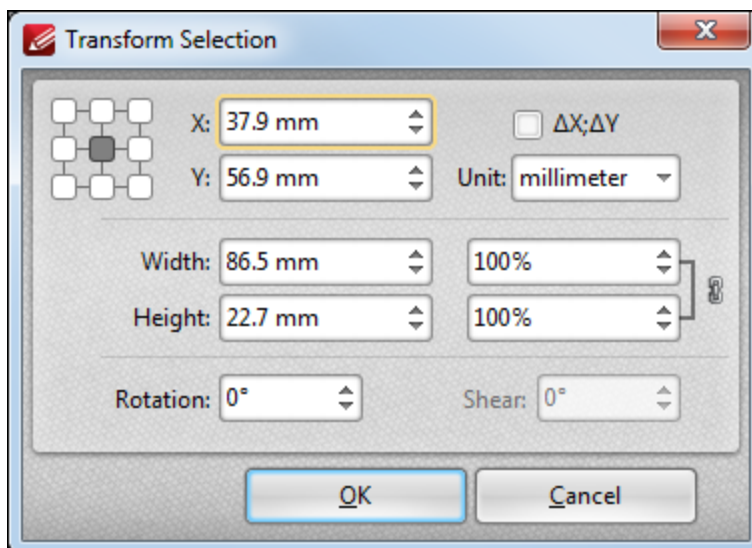 Transform Selection
X: 37.9 mm ΔX;ΔY
Y: 56.9 mm Unit: millimeter
Width: 86.5 mm 100%
Height: 22.7 mm 100%
Rotation: 0° Shear: 0°
OK Cancel